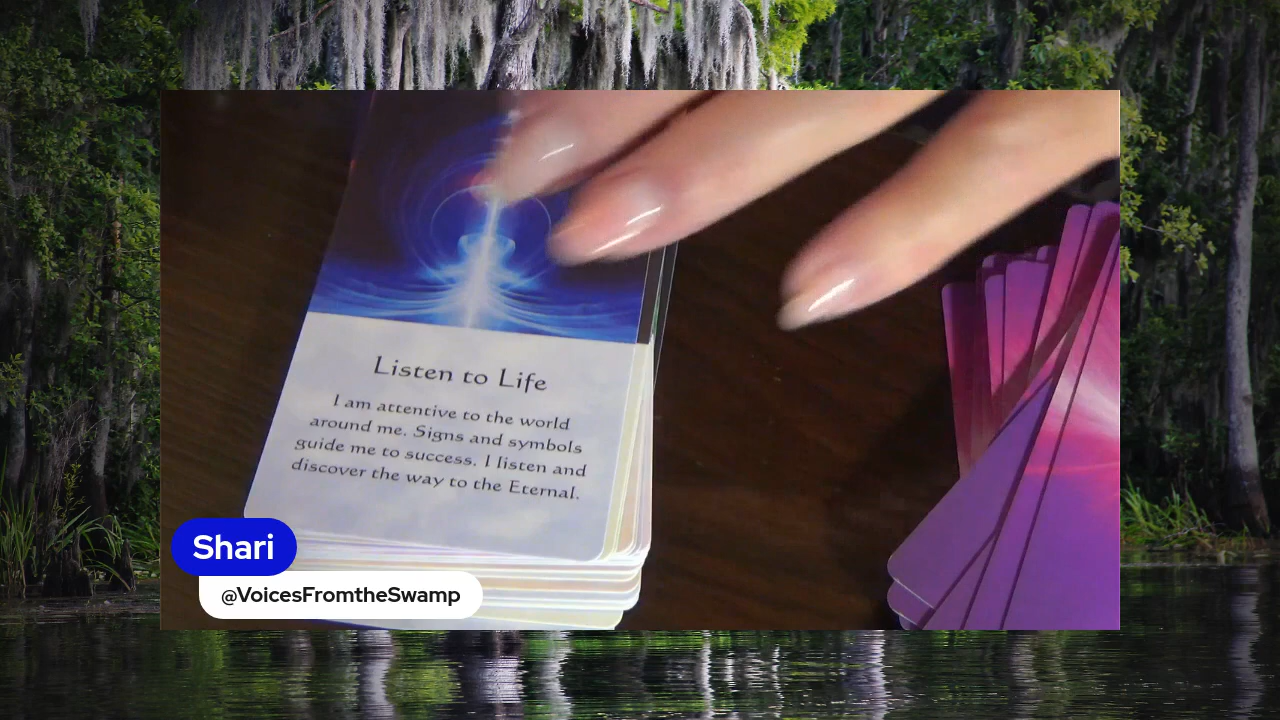 Listen to Life
I am attentive to the world
around me. Signs and symbols
guide me to success. I listen and
discover the way to the Eternal.
Shari
@VoicesFromtheSwamp